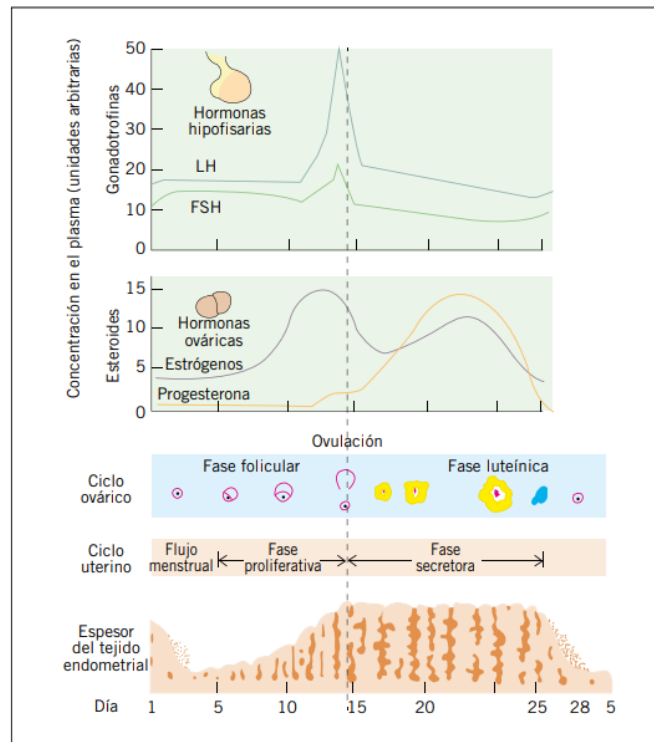 Concentración en el plasma (unidades arbitrarias)
Gonadotrofinas
50
40
30
20
10
0
Hormonas
hipofisarias
LH
FSH
Esteroides
15
10
5
0
Hormonas
ováricas
Estrógenos
Progesterona
Ovulación
Ciclo
ovárico
Fase folicular
Fase luteínica
Ciclo
uterino
Flujo
menstrual
Fase
proliferativa
Fase
secretora
Espesor
del tejido
endometrial
Día 1 5 10 15 20 25 28 5